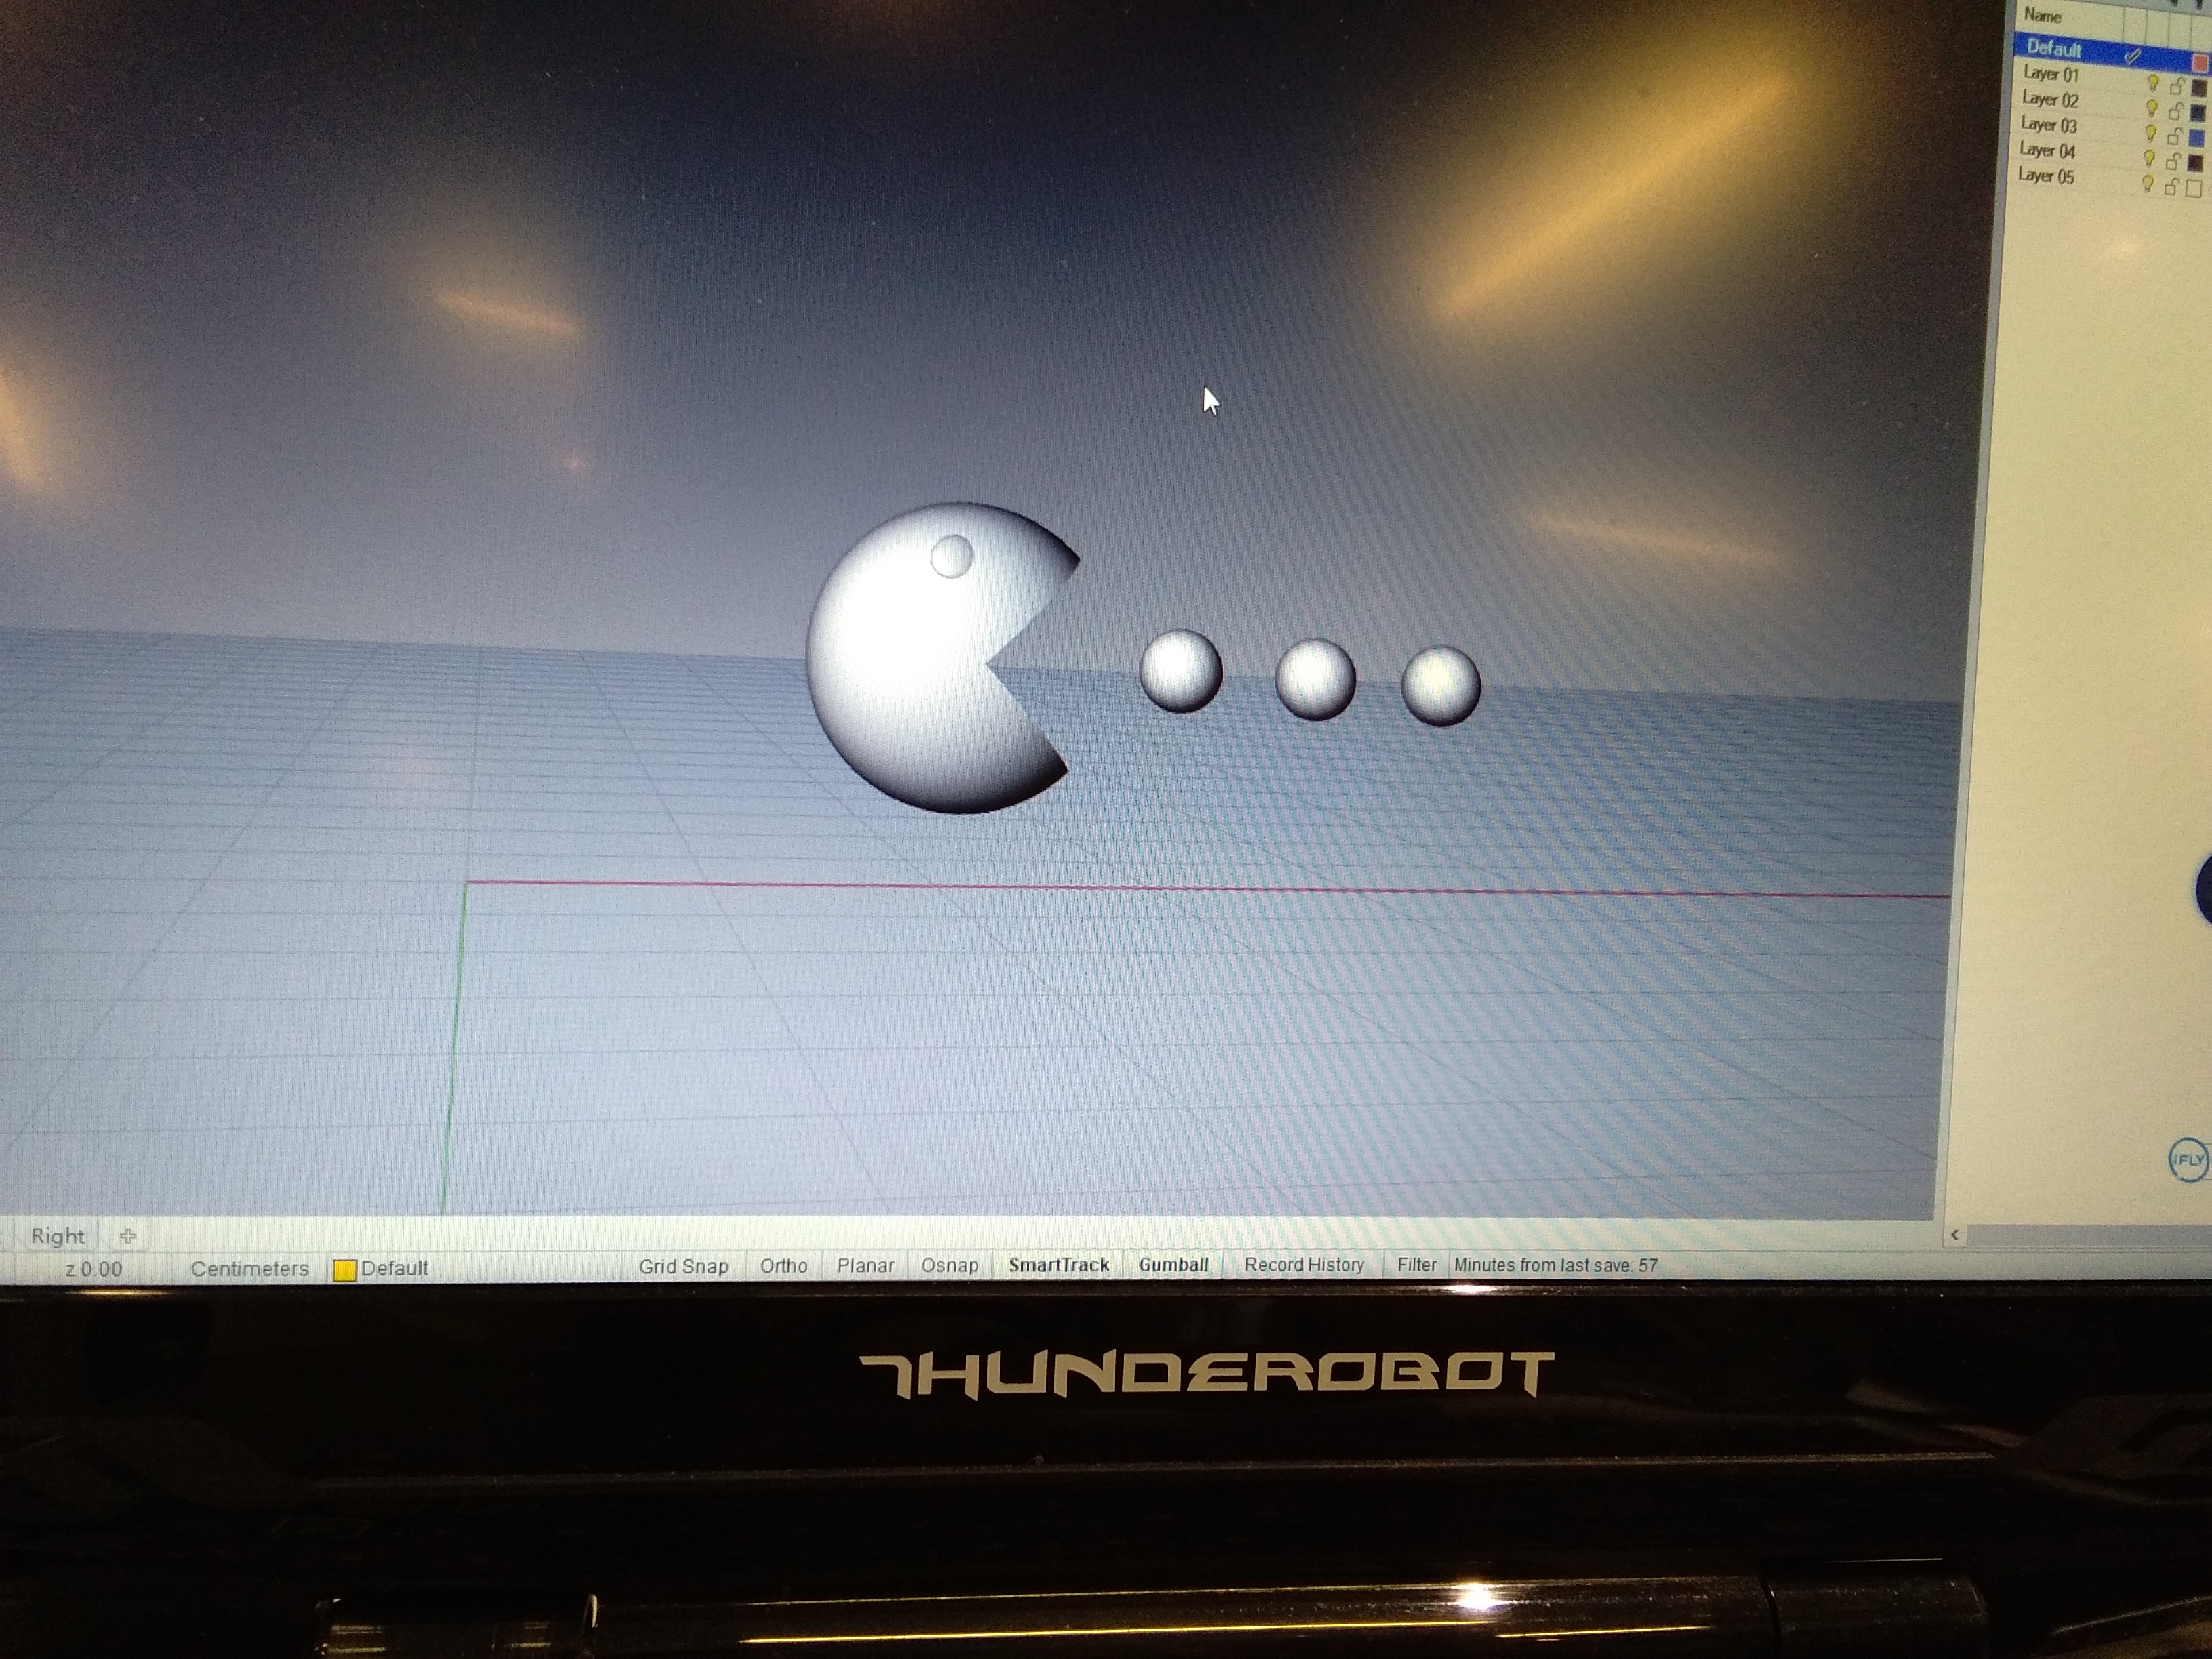 Name
Default
Layer 01
Layer 02
Layer 03
Layer 04
Layer 05
iFLY
Right
z 0.00 Centimeters Default Grid Snap Ortho Planar Osnap SmartTrack Gumball Record History Filter Minutes from last save: 57
THUNDEROBOT